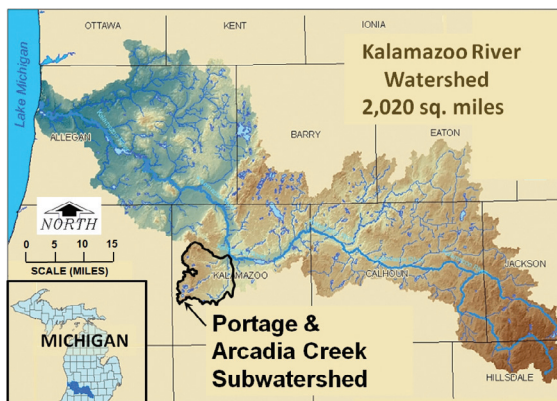 OTTAWA
KENT
IONIA
Lake Michigan
Kalamazoo River
Watershed
2,020 sq. miles
ALLEGAN
BARRY
EATON
NORTH
0 5 10 15
SCALE (MILES)
KALAMAZOO
CALHOUN
JACKSON
Portage &
Arcadia Creek
Subwatershed
HILLSDALE
MICHIGAN